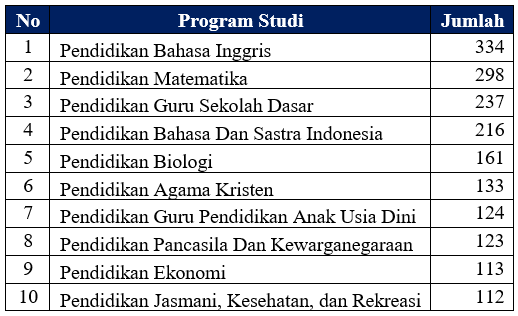 No Program Studi Jumlah
1 Pendidikan Bahasa Inggris 334
2 Pendidikan Matematika 298
3 Pendidikan Guru Sekolah Dasar 237
4 Pendidikan Bahasa Dan Sastra Indonesia 216
5 Pendidikan Biologi 161
6 Pendidikan Agama Kristen 133
7 Pendidikan Guru Pendidikan Anak Usia Dini 124
8 Pendidikan Pancasila Dan Kewarganegaraan 123
9 Pendidikan Ekonomi 113
10 Pendidikan Jasmani, Kesehatan, dan Rekreasi 112